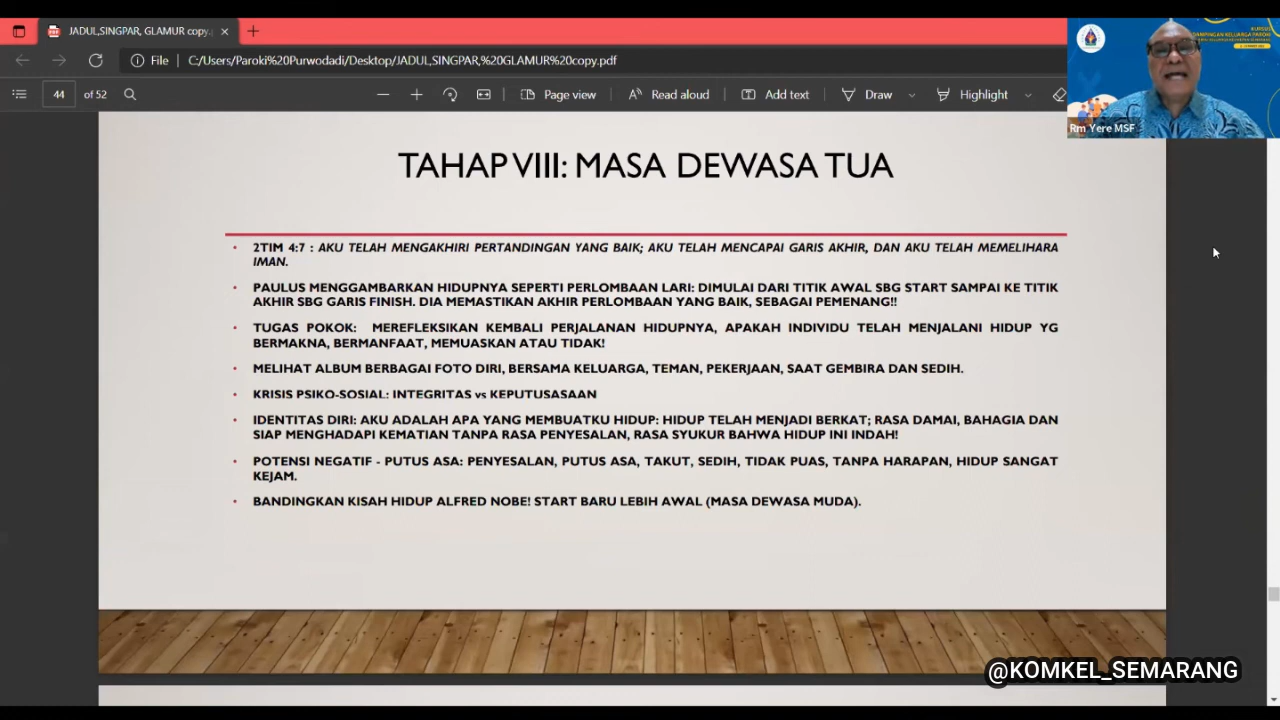 JADUL,SINGPAR, GLAMUR copy.
File
C:/Users/Paroki%20Purwodadi/Desktop/JADUL,SINGPAR,%20GLAMUR%20copy.pdf
44 of 52
Page view
Read aloud
Add text
Draw
Highlight
KURSUS
Rm Yere MSF
TAHAP VIII: MASA DEWASA TUA
• 2TIM 4:7 : AKU TELAH MENGAKHIRI PERTANDINGAN YANG BAIK; AKU TELAH MENCAPAI GARIS AKHIR, DAN AKU TELAH MEMELIHARA
IMAN.
• PAULUS MENGGAMBARKAN HIDUPNYA SEPERTI PERLOMBAAN LARI: DIMULAI DARI TITIK AWAL SBG START SAMPAI KE TITIK
AKHIR SBG GARIS FINISH. DIA MEMASTIKAN AKHIR PERLOMBAAN YANG BAIK, SEBAGAI PEMENANG!!
• TUGAS POKOK: MEREFLEKSIKAN KEMBALI PERJALANAN HIDUPNYA, APAKAH INDIVIDU TELAH MENJALANI HIDUP YG
BERMAKNA, BERMANFAAT, MEMUASKAN ATAU TIDAK!
• MELIHAT ALBUM BERBAGAI FOTO DIRI, BERSAMA KELUARGA, TEMAN, PEKERJAAN, SAAT GEMBIRA DAN SEDIH.
• KRISIS PSIKO-SOSIAL: INTEGRITAS vs KEPUTUSASAAN
• IDENTITAS DIRI: AKU ADALAH APA YANG MEMBUATKU HIDUP: HIDUP TELAH MENJADI BERKAT; RASA DAMAI, BAHAGIA DAN
SIAP MENGHADAPI KEMATIAN TANPA RASA PENYESALAN, RASA SYUKUR BAHWA HIDUP INI INDAH!
• POTENSI NEGATIF - PUTUS ASA: PENYESALAN, PUTUS ASA, TAKUT, SEDIH, TIDAK PUAS, TANPA HARAPAN, HIDUP SANGAT
KEJAM.
• BANDINGKAN KISAH HIDUP ALFRED NOBE! START BARU LEBIH AWAL (MASA DEWASA MUDA).
@KOMKEL_SEMARANG